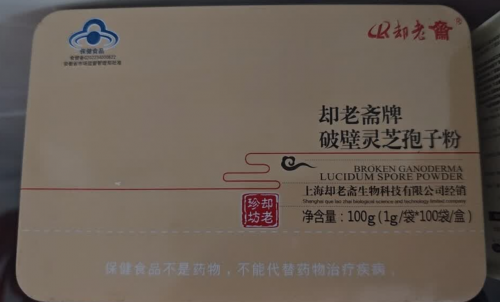 保健食品
却老斋
却老斋牌
破壁灵芝孢子粉
BROKEN GANODERMA
LUCIDUM SPORE POWDER
上海却老斋生物科技有限公司经销
净含量：100g (1g/袋*100袋/盒)
却老
珍坊
保健食品不是药物，不能代替药物治疗疾病。